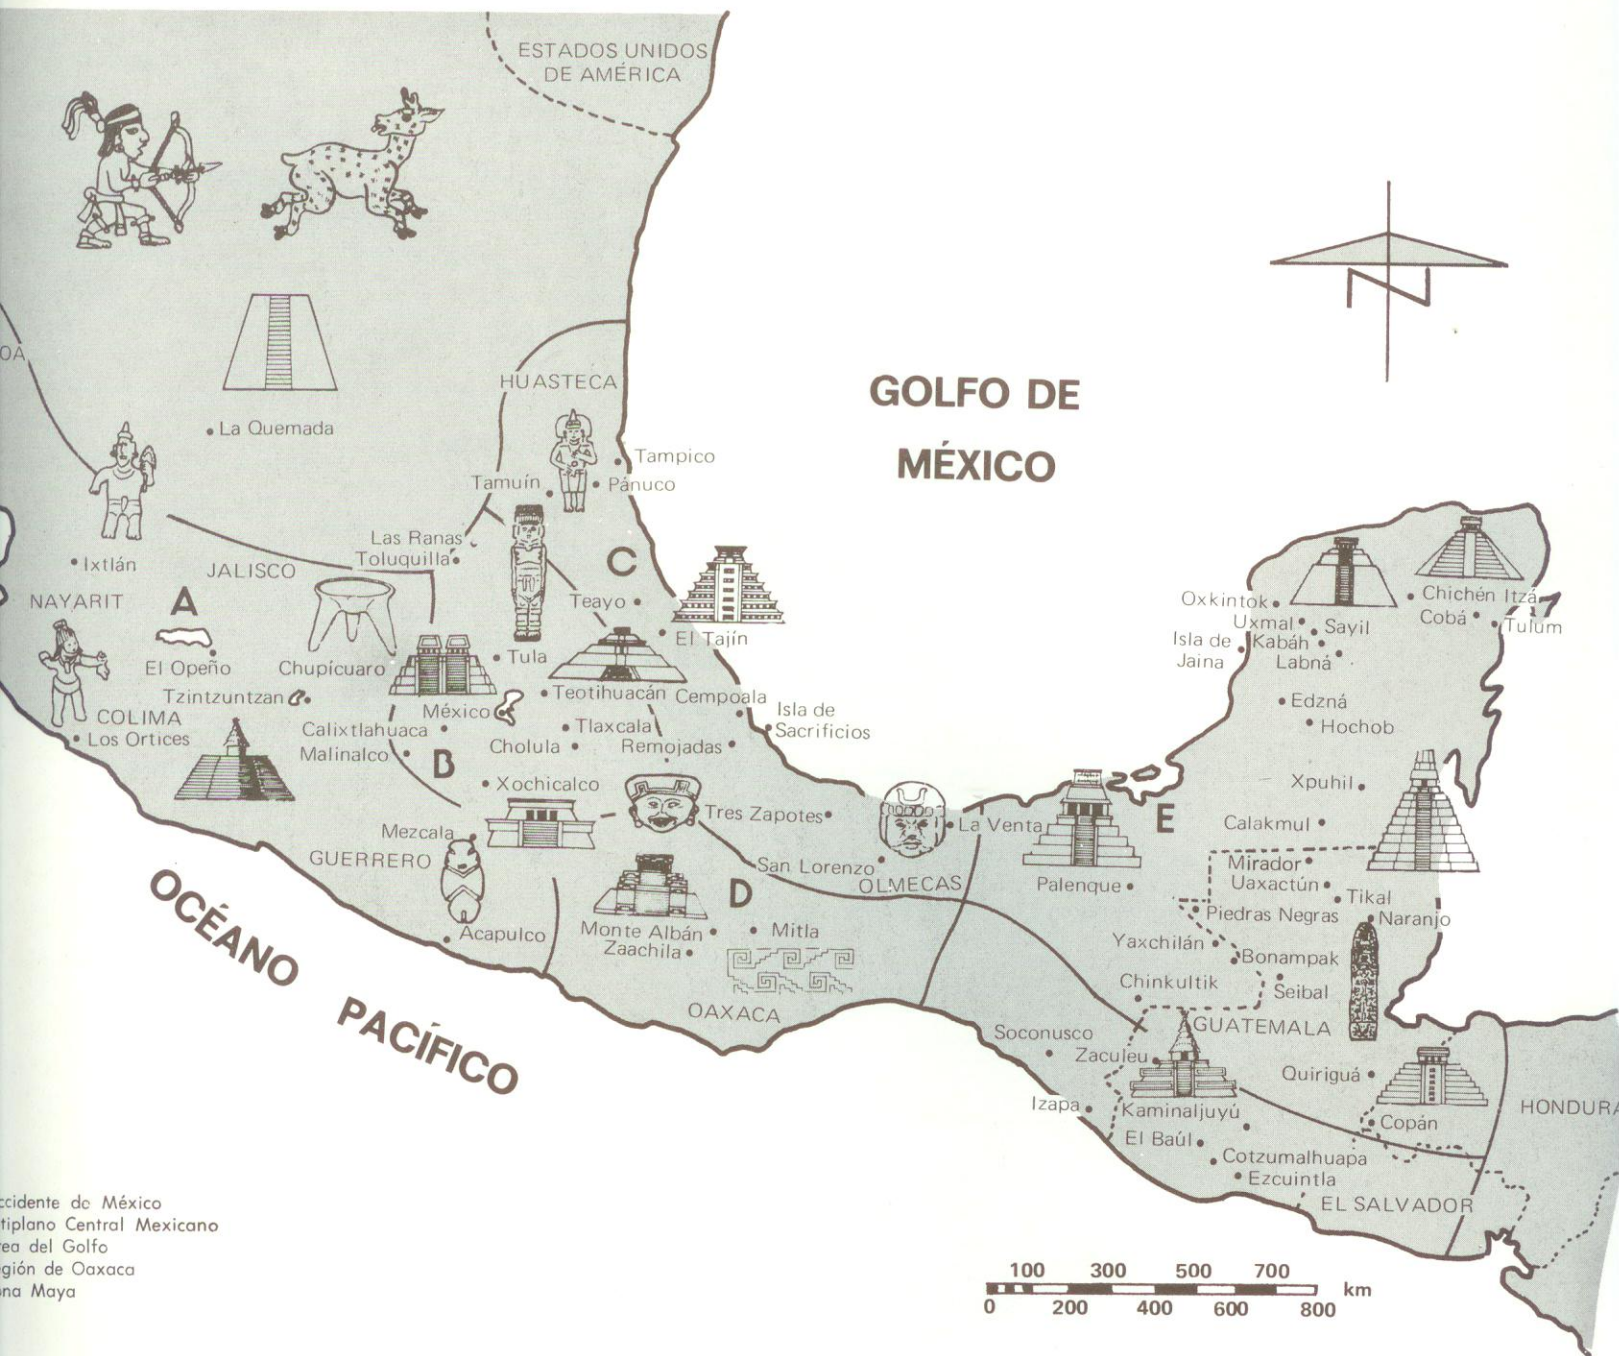 ESTADOS UNIDOS
DE AMÉRICA
GOLFO DE
MÉXICO
N
HUASTECA
La Quemada
Tampico
Tamuín
Pánuco
Las Ranas
Toluquilla
Ixtlán
JALISCO
C
NAYARIT
A
Teayo
El Tajín
El Opeño
Chupícuaro
Tula
Tzintzuntzan
Teotihuacán
Cempoala
COLIMA
México
Isla de
Sacrificios
Los Ortices
Calixtlahuaca
Tlaxcala
Malinalco
B
Cholula
Remojadas
Xochicalco
Mezcala
Tres Zapotes
La Venta
GUERRERO
San Lorenzo
OLMECAS
D
Acapulco
Monte Albán
Mitla
Zaachila
OAXACA
OCÉANO PACÍFICO
Oxkintok
Chichén Itzá
Uxmal
Sayil
Cobá
Tulum
Isla de
Jaina
Kabáh
Labná
Edzná
Hochob
Xpuhil
E
Calakmul
Mirador
Uaxactún
Palenque
Tikal
Piedras Negras
Naranjo
Yaxchilán
Bonampak
Chinkultik
Seibal
Soconusco
GUATEMALA
Zaculeu
Quiriguá
Izapa
Kaminaljuyú
Copán
HONDURA
El Baúl
Cotzumalhuapa
Ezcuintla
EL SALVADOR
ccidente de México
tiplano Central Mexicano
rea del Golfo
gión de Oaxaca
ona Maya
100 300 500 700
km
0 200 400 600 800